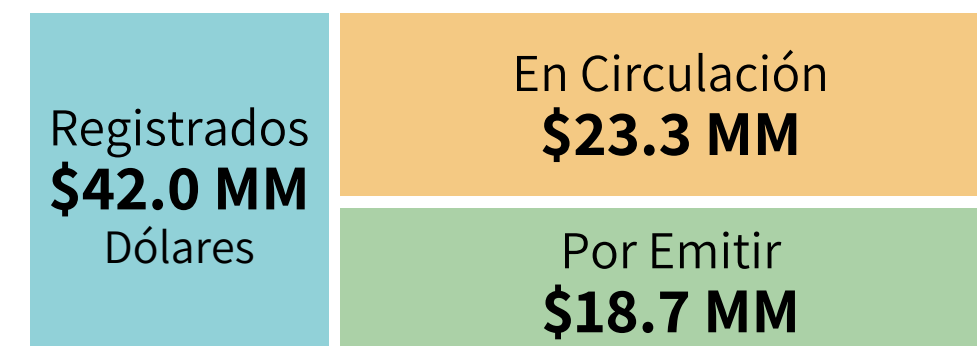 Registrados
$42.0 MM
Dólares
En Circulación
$23.3 MM
Por Emitir
$18.7 MM